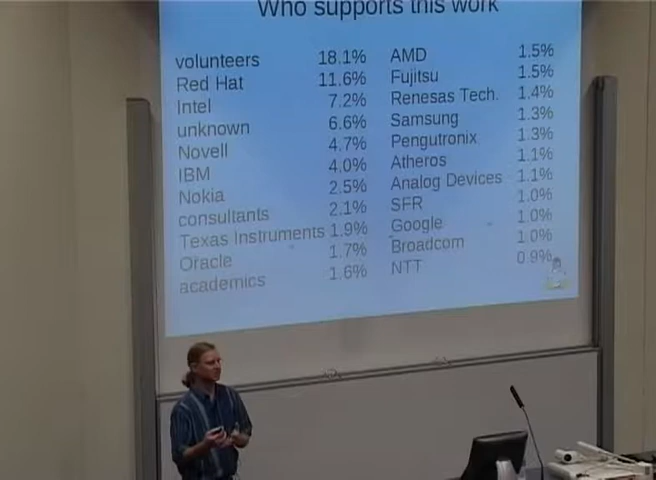 Who supports this work
volunteers 18.1%
Red Hat 11.6%
Intel 7.2%
unknown 6.6%
Novell 4.7%
IBM 4.0%
Nokia 2.5%
consultants 2.1%
Texas Instruments 1.9%
Oracle 1.7%
academics 1.6%
AMD 1.5%
Fujitsu 1.5%
Renesas Tech. 1.4%
Samsung 1.3%
Pengutronix 1.3%
Atheros 1.1%
Analog Devices 1.1%
SFR 1.0%
Google 1.0%
Broadcom 1.0%
NTT 0.9%